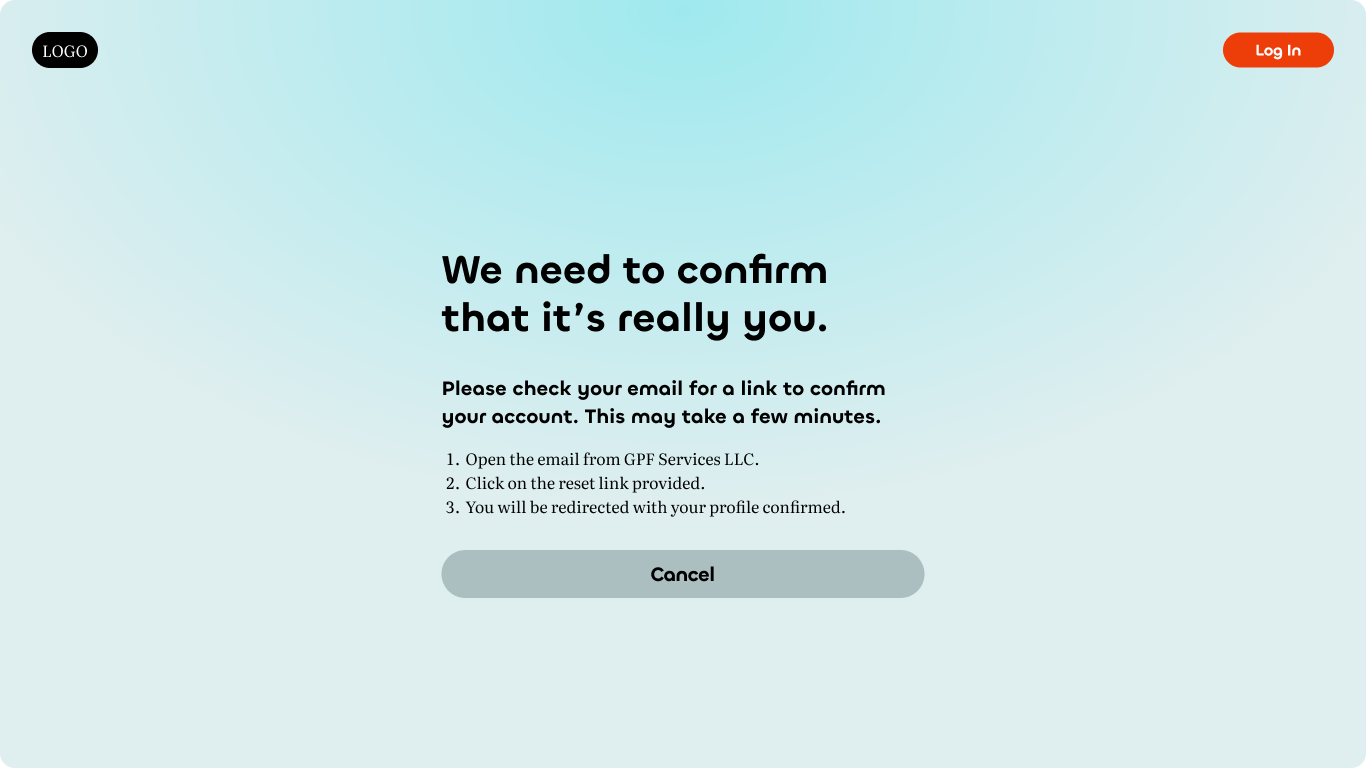 LOGO
Log In
We need to confirm
that it’s really you.
Please check your email for a link to confirm
your account. This may take a few minutes.
1. Open the email from GPF Services LLC.
2. Click on the reset link provided.
3. You will be redirected with your profile confirmed.
Cancel